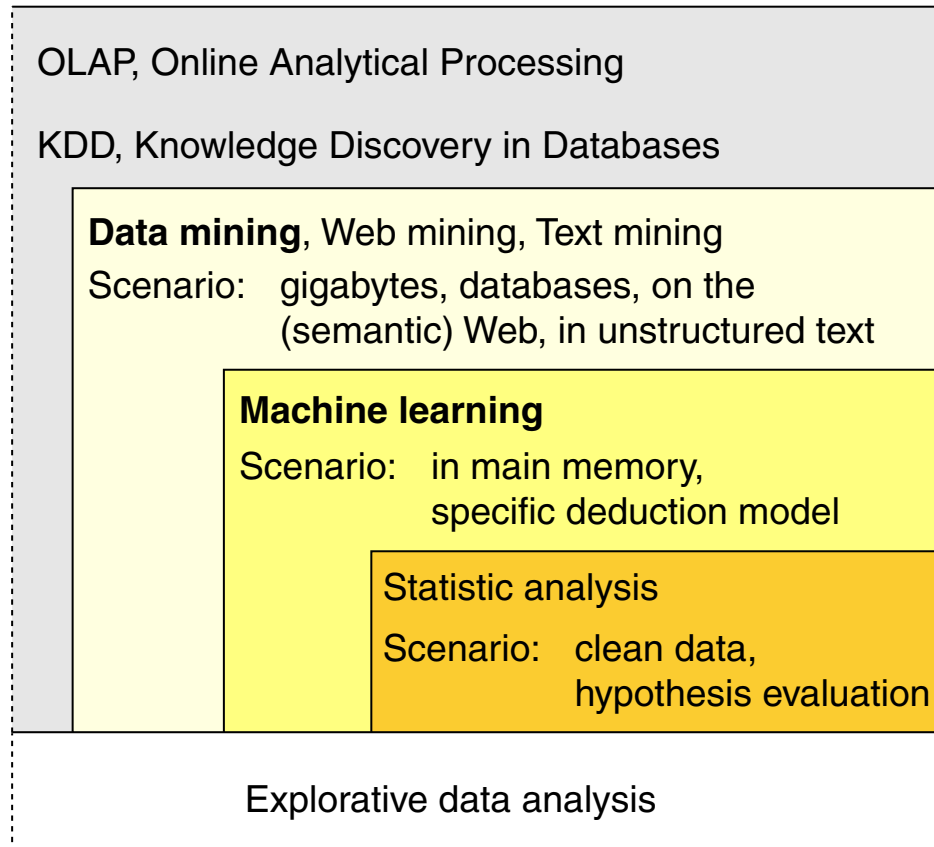 OLAP, Online Analytical Processing
KDD, Knowledge Discovery in Databases
Data mining, Web mining, Text mining
Scenario: gigabytes, databases, on the
(semantic) Web, in unstructured text
Machine learning
Scenario: in main memory,
specific deduction model
Statistic analysis
Scenario: clean data,
hypothesis evaluation
Explorative data analysis